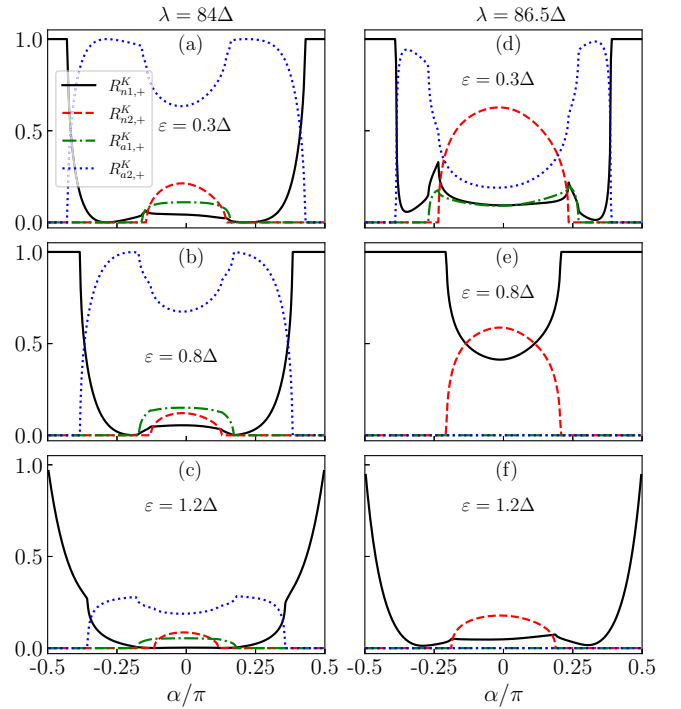 λ = 84Δ
λ = 86.5Δ
(a)
R^K_{n1,+}
R^K_{n2,+}
R^K_{a1,+}
R^K_{a2,+}
ε = 0.3Δ
1.0
0.5
0.0
(d)
ε = 0.3Δ
(b)
ε = 0.8Δ
1.0
0.5
0.0
(e)
ε = 0.8Δ
(c)
ε = 1.2Δ
1.0
0.5
0.0
(f)
ε = 1.2Δ
-0.5 -0.25 0 0.25 0.5
-0.5 -0.25 0 0.25 0.5
α/π
α/π